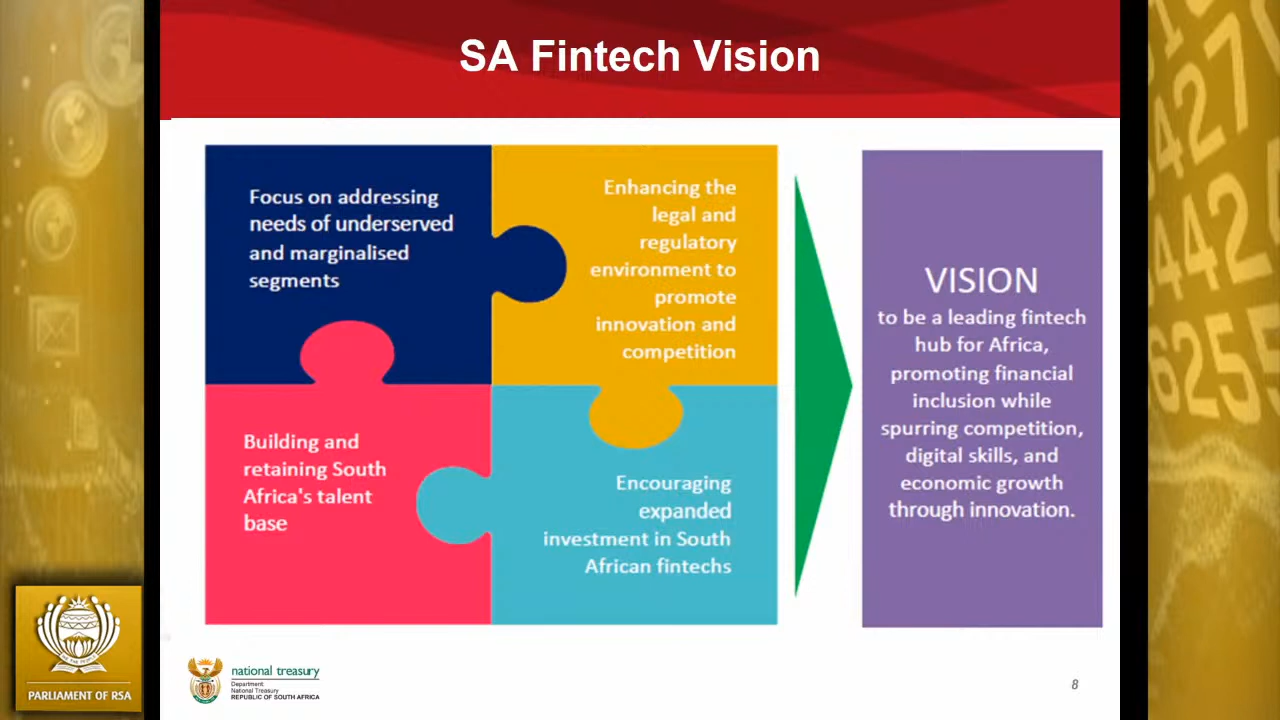 SA Fintech Vision
Focus on addressing
needs of underserved
and marginalised
segments
Enhancing the
legal and
regulatory
environment to
promote
innovation and
competition
Building and
retaining South
Africa's talent
base
Encouraging
expanded
investment in South
African fintechs
VISION
to be a leading fintech
hub for Africa,
promoting financial
inclusion while
spurring competition,
digital skills, and
economic growth
through innovation.
PARLIAMENT OF RSA
national treasury
Department:
National Treasury
REPUBLIC OF SOUTH AFRICA
8
427
442
6255